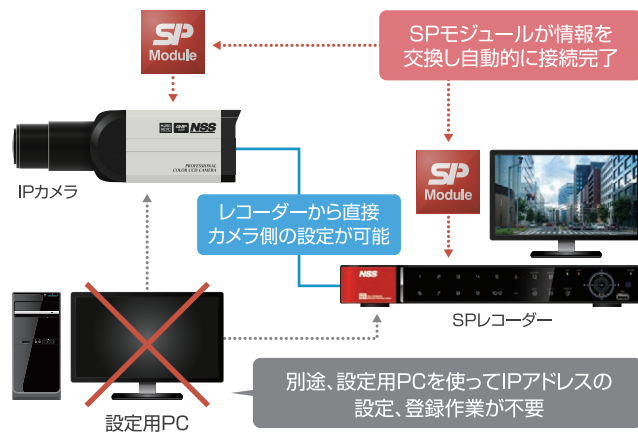 SP
Module
SPモジュールが情報を
交換し自動的に接続完了
NSS
PROFESSIONAL
COLOR CCD CAMERA
IPカメラ
SP
Module
レコーダーから直接
カメラ側の設定が可能
NSS
SPレコーダー
別途、設定用PCを使ってIPアドレスの
設定、登録作業が不要
設定用PC